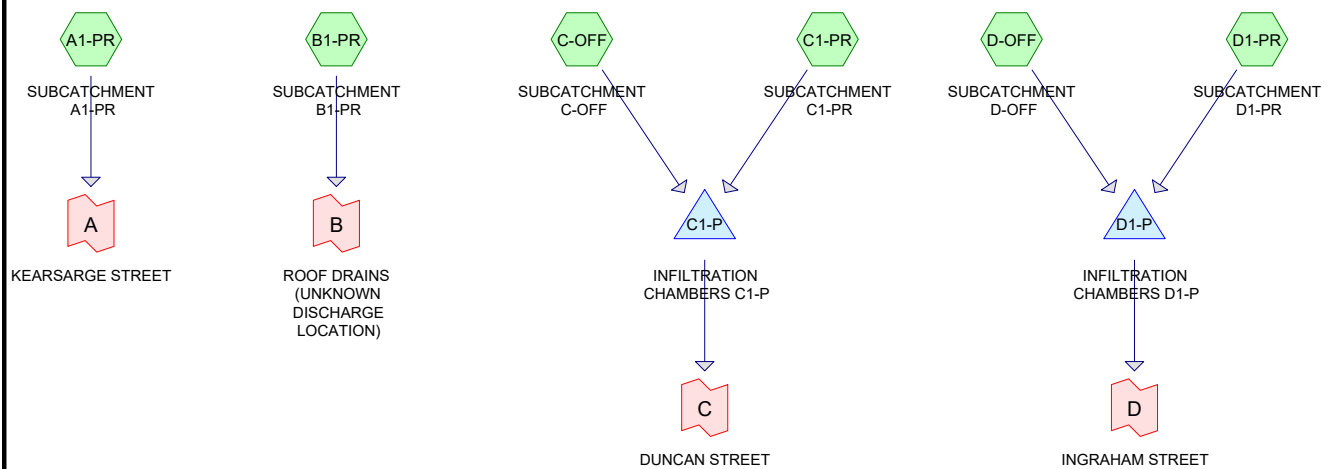 A1-PR
SUBCATCHMENT
A1-PR
A
KEARSARGE STREET
B1-PR
SUBCATCHMENT
B1-PR
B
ROOF DRAINS
(UNKNOWN
DISCHARGE
LOCATION)
C-OFF
SUBCATCHMENT
C-OFF
C1-PR
SUBCATCHMENT
C1-PR
C1-P
INFILTRATION
CHAMBERS C1-P
C
DUNCAN STREET
D-OFF
SUBCATCHMENT
D-OFF
D1-PR
SUBCATCHMENT
D1-PR
D1-P
INFILTRATION
CHAMBERS D1-P
D
INGRAHAM STREET